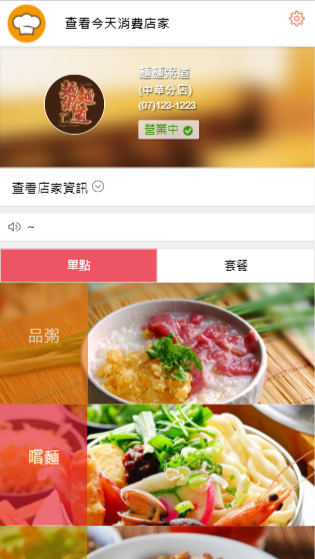 查看今天消費店家
麵麵粥道
(中華分店)
(07)123-1223
營業中
查看店家資訊
~
單點
套餐
品粥
嚐麵